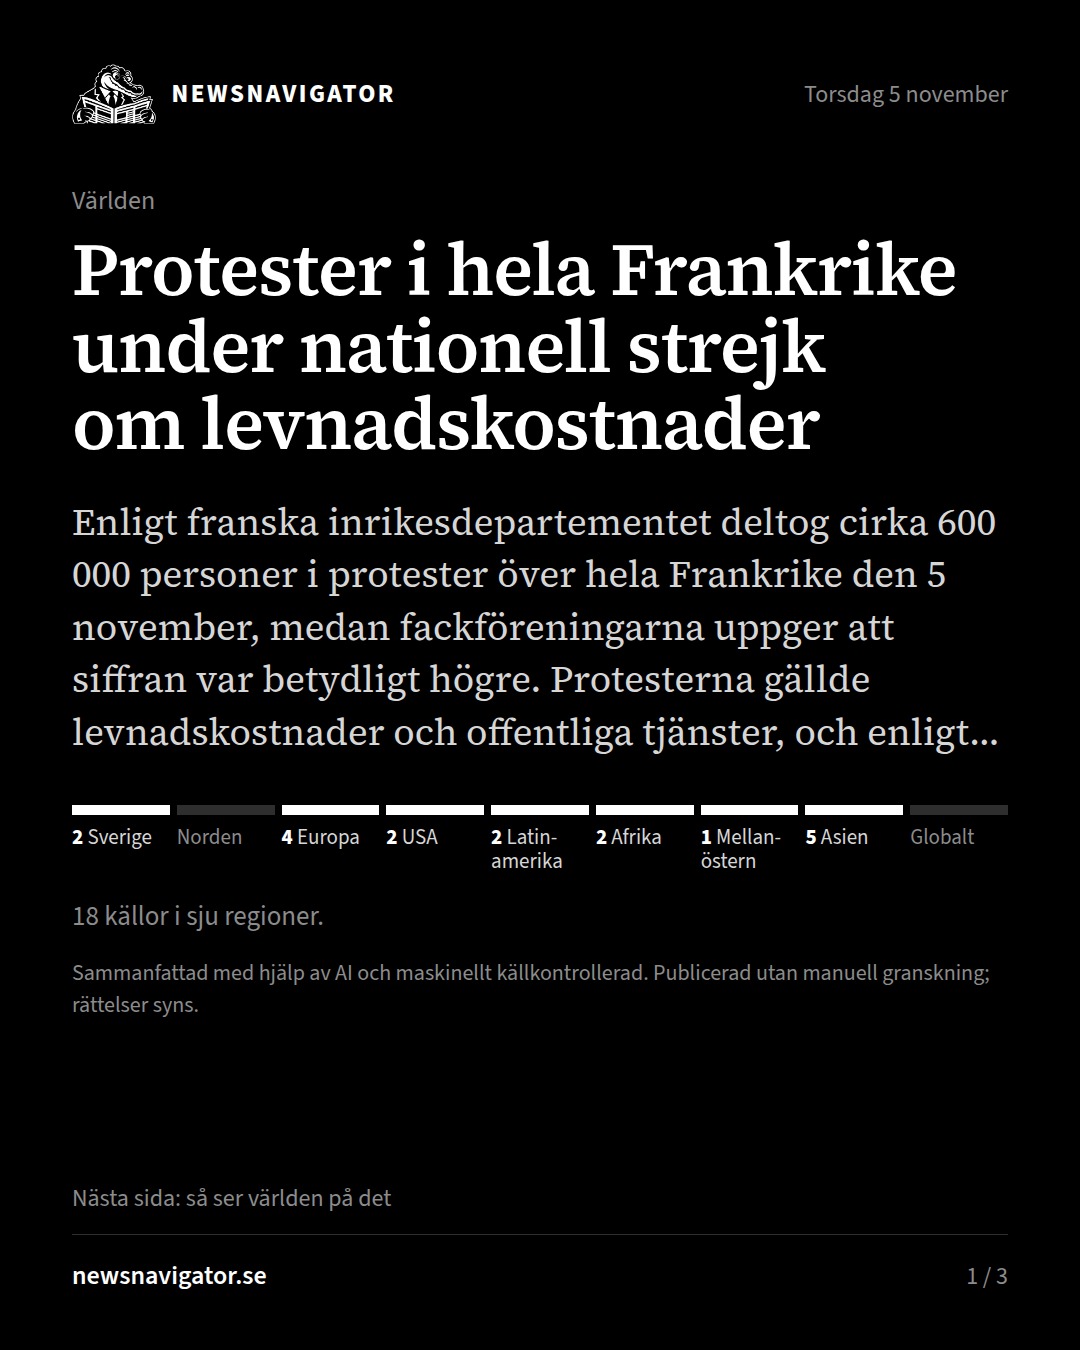 NEWSNAVIGATOR
Torsdag 5 november
Världen
Protester i hela Frankrike
under nationell strejk
om levnadskostnader
Enligt franska inrikesdepartementet deltog cirka 600
000 personer i protester över hela Frankrike den 5
november, medan fackföreningarna uppger att
siffran var betydligt högre. Protesterna gällde
levnadskostnader och offentliga tjänster, och enligt...
2 Sverige
Norden
4 Europa
2 USA
2 Latin-
amerika
2 Afrika
1 Mellan-
östern
5 Asien
Globalt
18 källor i sju regioner.
Sammanfattad med hjälp av AI och maskinellt källkontrollerad. Publicerad utan manuell granskning;
rättelser syns.
Nästa sida: så ser världen på det
newsnavigator.se
1 / 3